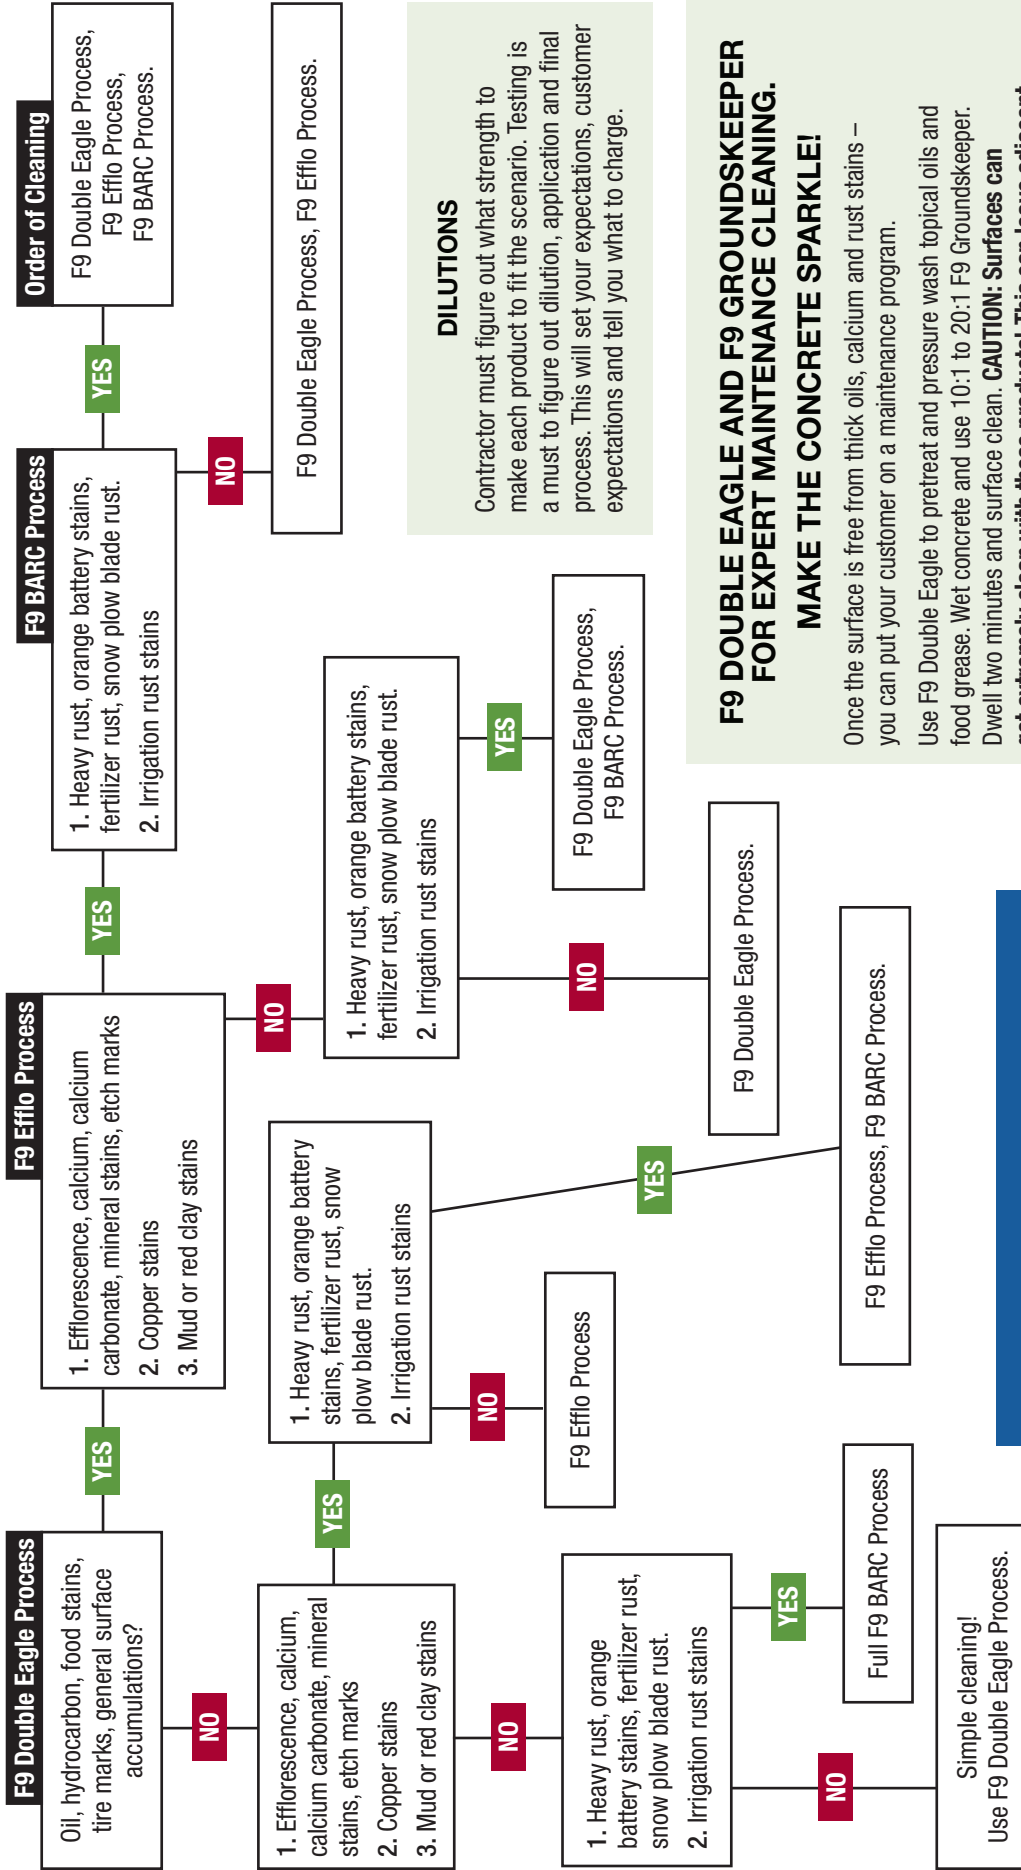 F9 Double Eagle Process
Oil, hydrocarbon, food stains,
tire marks, general surface
accumulations?
YES
F9 Efflo Process
1. Efflorescence, calcium, calcium
carbonate, mineral stains, etch marks
2. Copper stains
3. Mud or red clay stains
YES
F9 BARC Process
1. Heavy rust, orange battery stains,
fertilizer rust, snow plow blade rust.
2. Irrigation rust stains
YES
Order of Cleaning
F9 Double Eagle Process,
F9 Efflo Process,
F9 BARC Process.
NO
F9 Double Eagle Process, F9 Efflo Process.
NO
1. Heavy rust, orange battery stains,
fertilizer rust, snow plow blade rust.
2. Irrigation rust stains
YES
F9 Double Eagle Process,
F9 BARC Process.
NO
F9 Double Eagle Process.
NO
1. Efflorescence, calcium,
calcium carbonate, mineral
stains, etch marks
2. Copper stains
3. Mud or red clay stains
YES
1. Heavy rust, orange battery
stains, fertilizer rust, snow
plow blade rust.
2. Irrigation rust stains
YES
F9 Efflo Process, F9 BARC Process.
NO
F9 Efflo Process
NO
1. Heavy rust, orange
battery stains, fertilizer rust,
snow plow blade rust.
2. Irrigation rust stains
YES
Full F9 BARC Process
NO
Simple cleaning!
Use F9 Double Eagle Process.
DILUTIONS
Contractor must figure out what strength to
make each product to fit the scenario. Testing is
a must to figure out dilution, application and final
process. This will set your expectations, customer
expectations and tell you what to charge.
F9 DOUBLE EAGLE AND F9 GROUNDSKEEPER
FOR EXPERT MAINTENANCE CLEANING.
MAKE THE CONCRETE SPARKLE!
Once the surface is free from thick oils, calcium and rust stains –
you can put your customer on a maintenance program.
Use F9 Double Eagle to pretreat and pressure wash topical oils and
food grease. Wet concrete and use 10:1 to 20:1 F9 Groundskeeper.
Dwell two minutes and surface clean. CAUTION: Surfaces can
get extremely clean with these products! This can leave adjacent